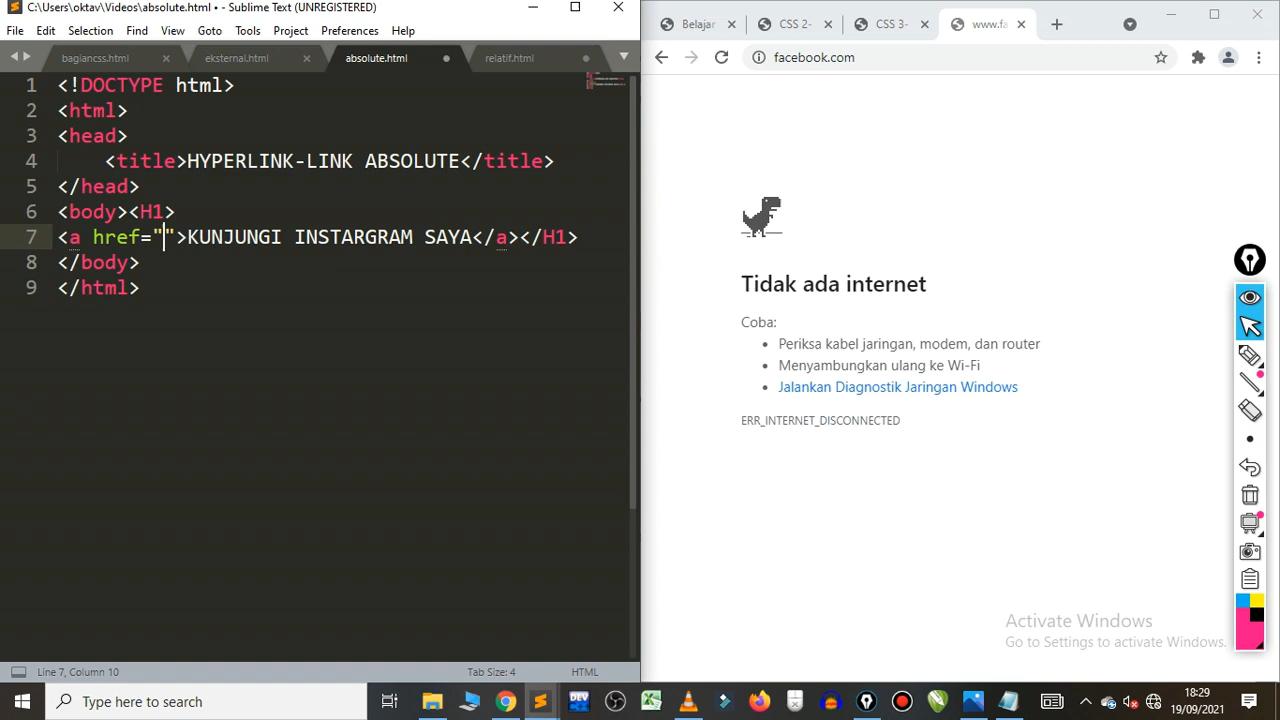 C:\Users\oktav\Videos\absolute.html • - Sublime Text (UNREGISTERED)
File Edit Selection Find View Goto Tools Project Preferences Help
bagiancss.html eksternal.html absolute.html relatif.html
1 <!DOCTYPE html>
2 <html>
3 <head>
4 <title>HYPERLINK-LINK ABSOLUTE</title>
5 </head>
6 <body><H1>
7 <a href="">KUNJUNGI INSTARGRAM SAYA</a></H1>
8 </body>
9 </html>
Line 7, Column 10 Tab Size: 4 HTML
Belajar CSS 2- CSS 3- www.fa
facebook.com
Tidak ada internet
Coba:
• Periksa kabel jaringan, modem, dan router
• Menyambungkan ulang ke Wi-Fi
• Jalankan Diagnostik Jaringan Windows
ERR_INTERNET_DISCONNECTED
Activate Windows
Go to Settings to activate Windows.
Type here to search
DEV
18:29
19/09/2021